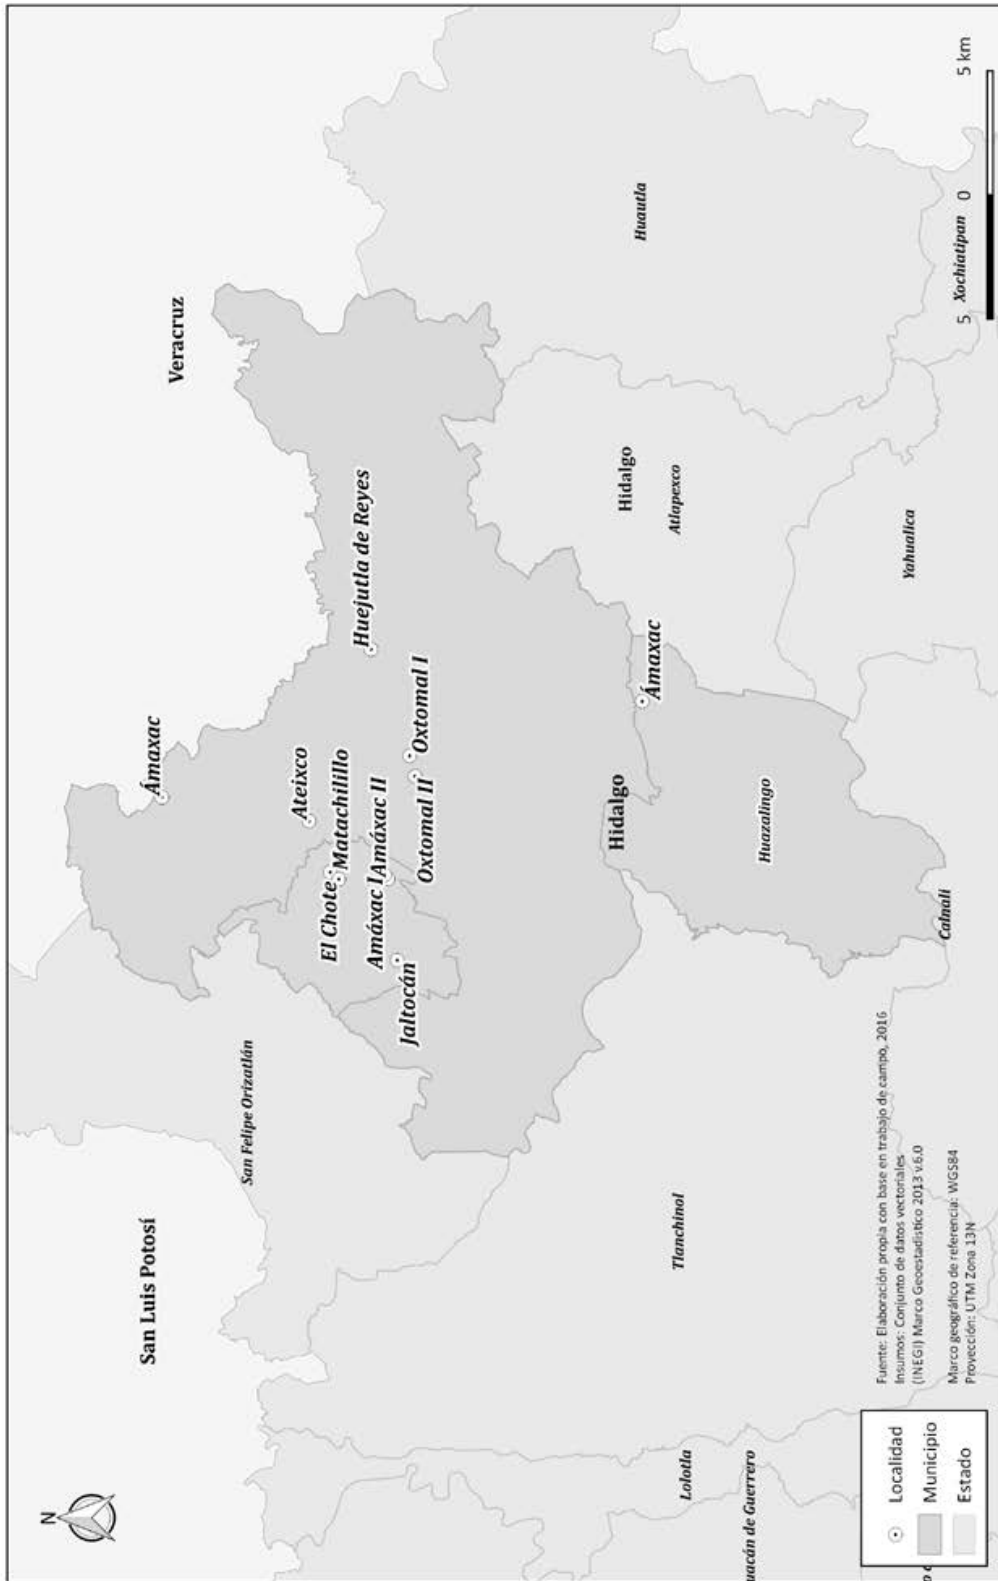 N
San Luis Potosí
Veracruz
Ámaxac
San Felipe Orizatlán
Ateixco
El Chote
Matachilillo
Huejutla de Reyes
Amáxac I
Amáxac II
Jaltocán
Oxtomal II
Oxtomal I
Hidalgo
Hidalgo
Huautla
Ámaxac
Atlapexco
Tlanchinol
Lolotla
Huazalingo
uacán de Guerrero
Yahualica
Calnali
Xochiatipan
5 0 5 km
Localidad
Municipio
Estado
Fuente: Elaboración propia con base en trabajo de campo, 2016
Insumos: Conjunto de datos vectoriales
(INEGI) Marco Geoestadístico 2013 v.6.0
Marco geográfico de referencia: WGS84
Proyección: UTM Zona 13N